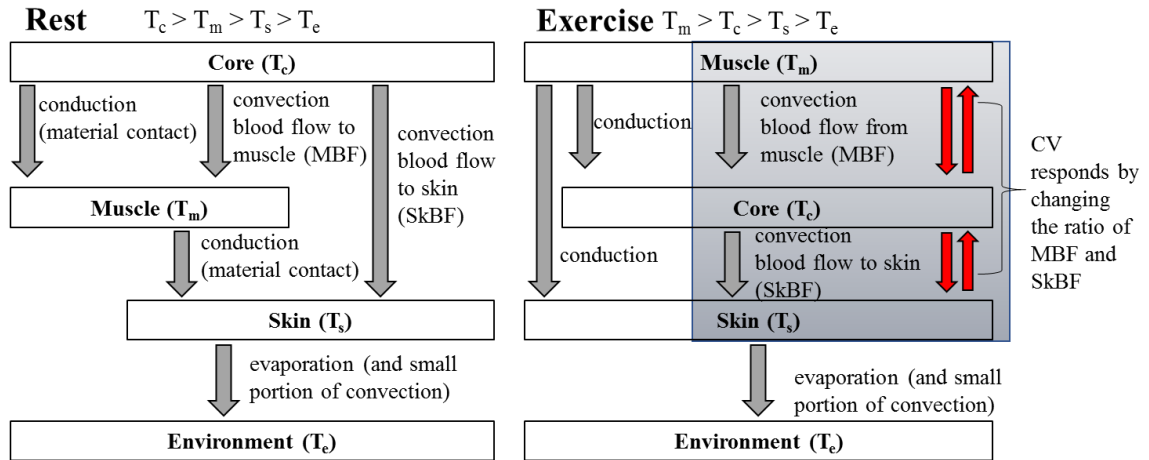 Rest
Tc > Tm > Ts > Te
Core (Tc)
conduction
(material contact)
convection
blood flow to
muscle (MBF)
convection
blood flow
to skin
(SkBF)
Muscle (Tm)
conduction
(material contact)
Skin (Ts)
evaporation (and small
portion of convection)
Environment (Te)
Exercise
Tm > Tc > Ts > Te
Muscle (Tm)
conduction
convection
blood flow from
muscle (MBF)
Core (Tc)
conduction
convection
blood flow to skin
(SkBF)
CV
responds by
changing
the ratio of
MBF and
SkBF
Skin (Ts)
evaporation (and small
portion of convection)
Environment (Te)